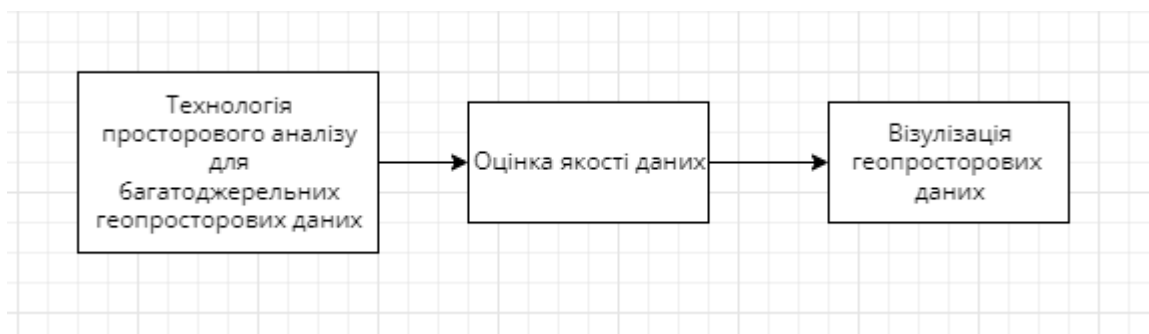 Технологія
просторового аналізу
для
багатоджерельних
геопросторових даних
Оцінка якості даних
Візулізація
геопросторових
даних